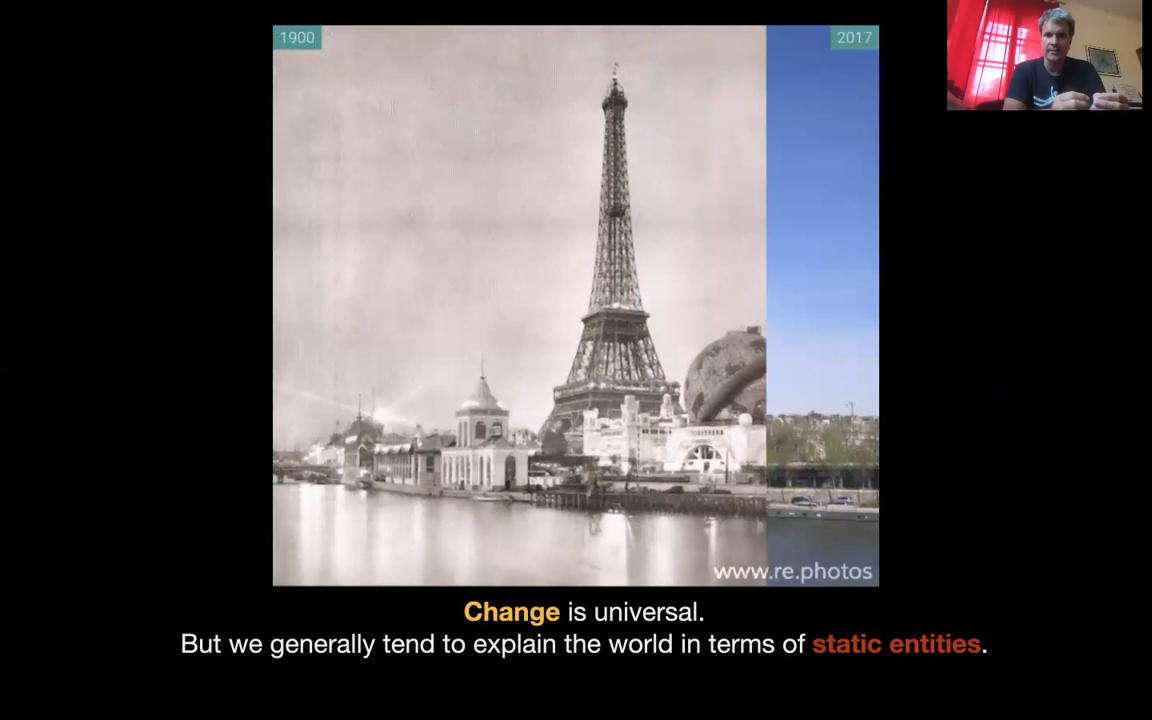 1900
2017
www.re.photos
Change is universal.
But we generally tend to explain the world in terms of static entities.